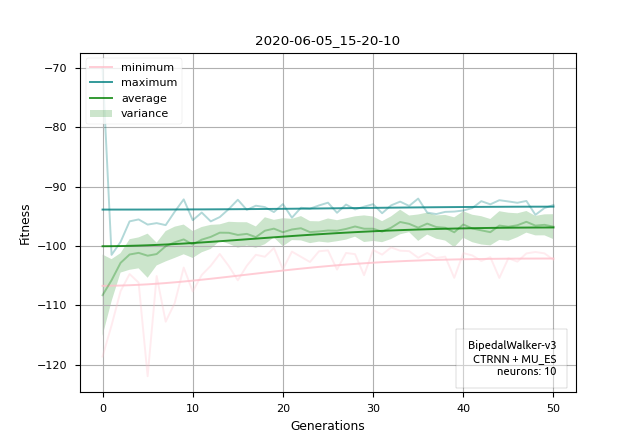 2020-06-05_15-20-10
minimum
maximum
average
variance
−70
−80
−90
−100
−110
−120
Fitness
0
10
20
30
40
50
Generations
BipedalWalker-v3
CTRNN + MU_ES
neurons: 10